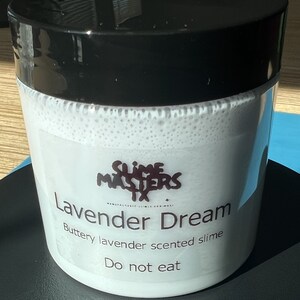 SLIME
MASTERS
TX
Lavender Dream
Buttery lavender scented slime
Do not eat